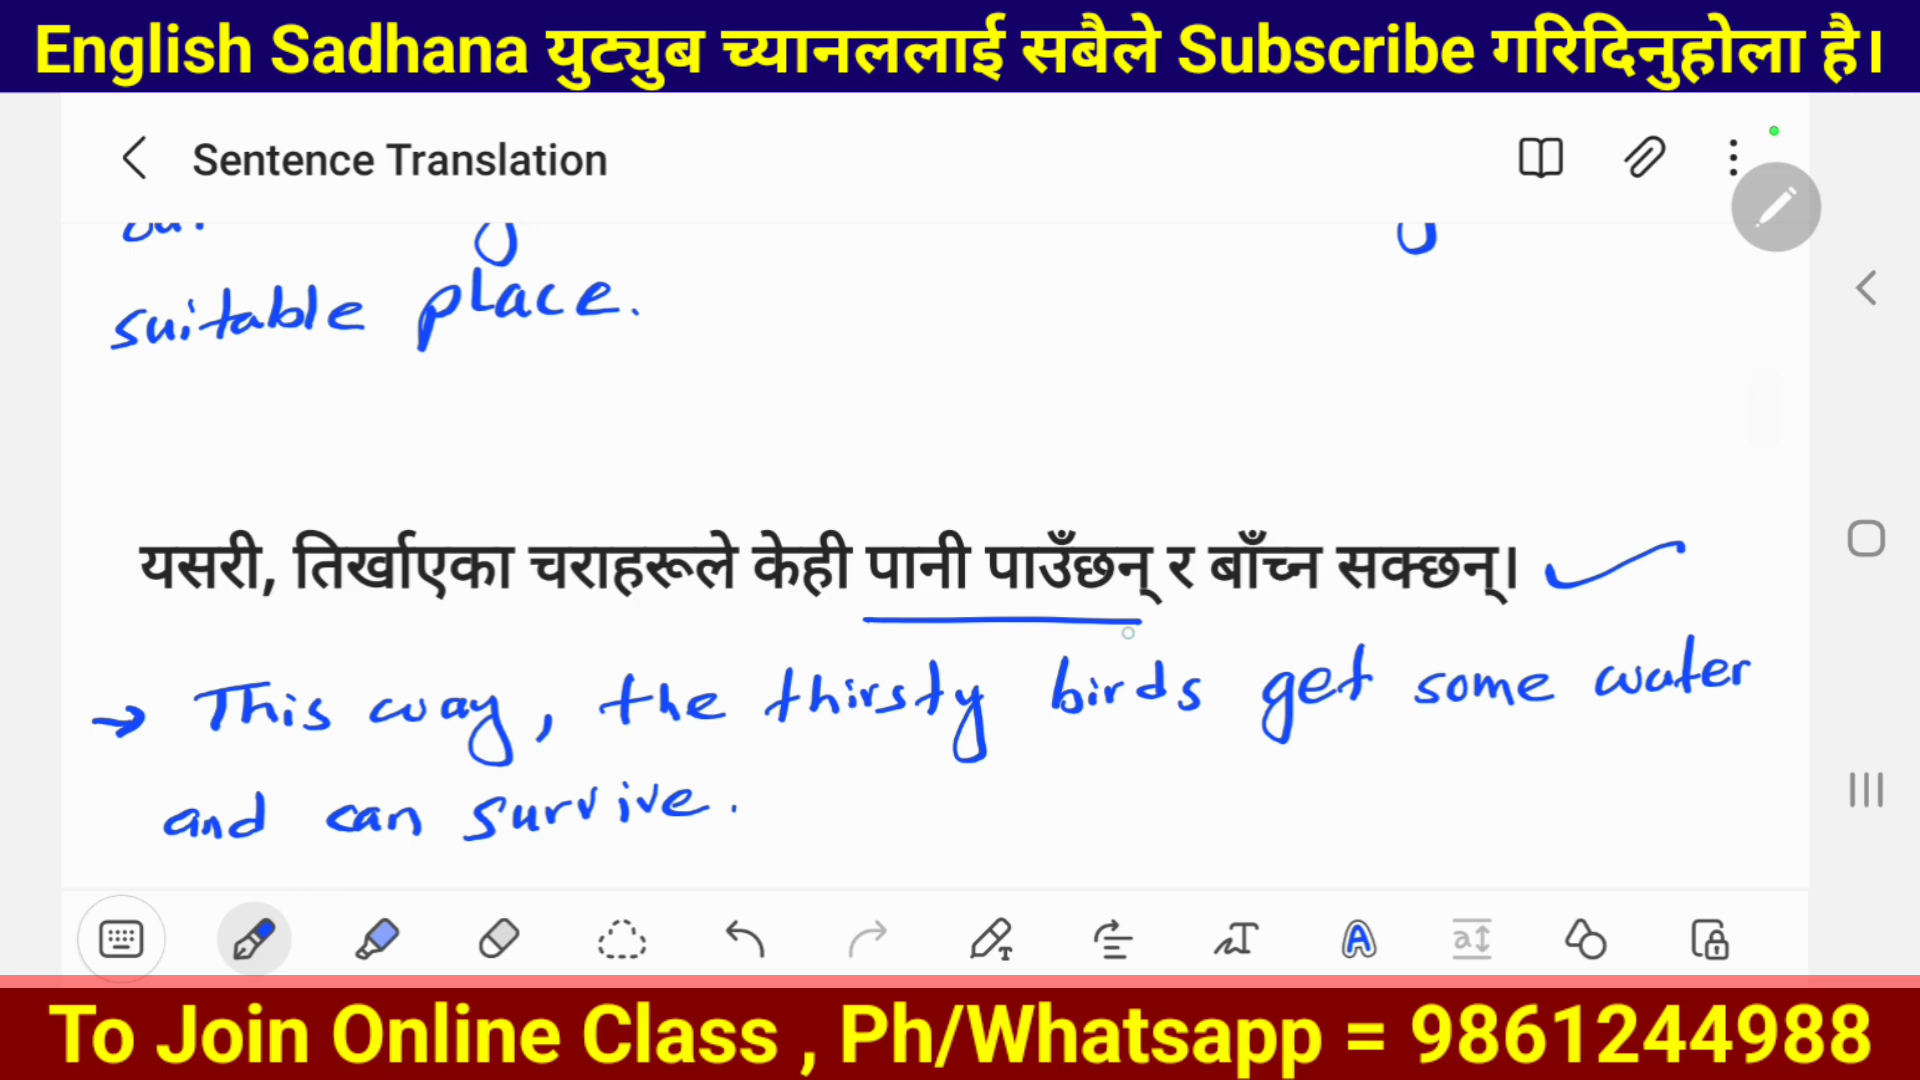 English Sadhana युट्युब च्यानललाई सबैले Subscribe गरिदिनुहोला है।
Sentence Translation
suitable place.
यसरी, तिर्खाएका चराहरूले केही पानी पाउँछन् र बाँच्न सक्छन्।
→ This way, the thirsty birds get some water
and can survive.
To Join Online Class , Ph/Whatsapp = 9861244988